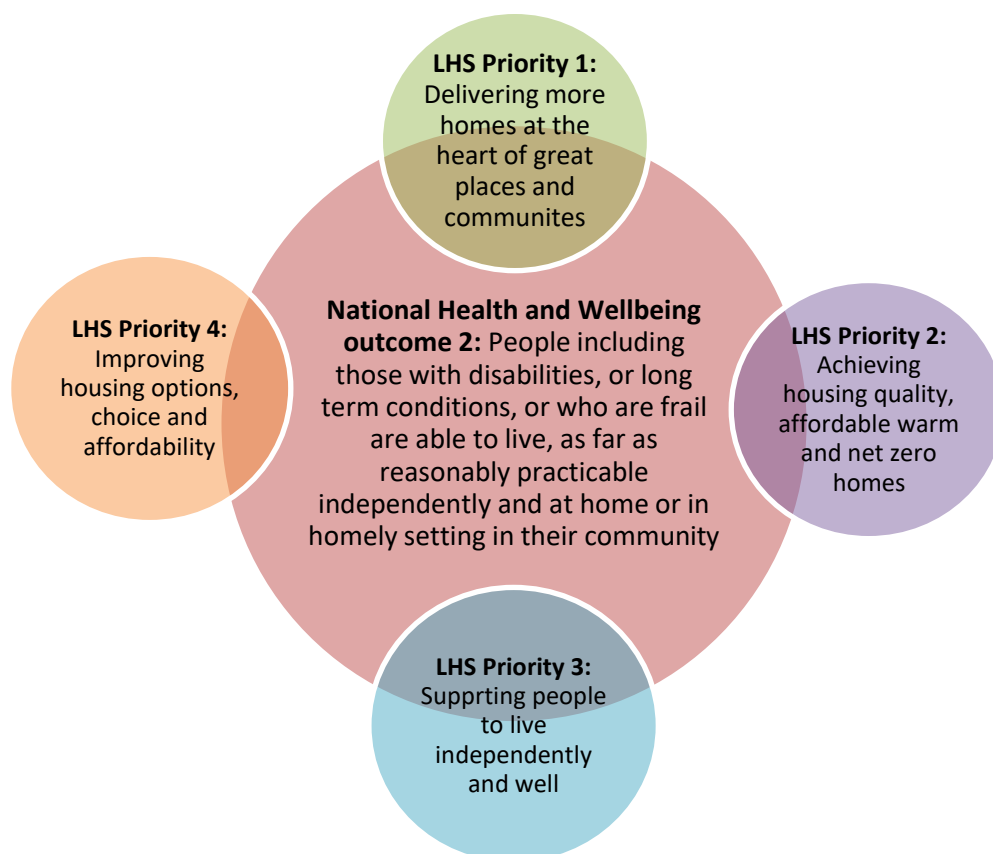 LHS Priority 1:
Delivering more
homes at the
heart of great
places and
communites
National Health and Wellbeing
outcome 2: People including
those with disabilities, or long
term conditions, or who are frail
are able to live, as far as
reasonably practicable
independently and at home or in
homely setting in their community
LHS Priority 2:
Achieving
housing quality,
affordable warm
and net zero
homes
LHS Priority 3:
Supprting people
to live
independently
and well
LHS Priority 4:
Improving
housing options,
choice and
affordability